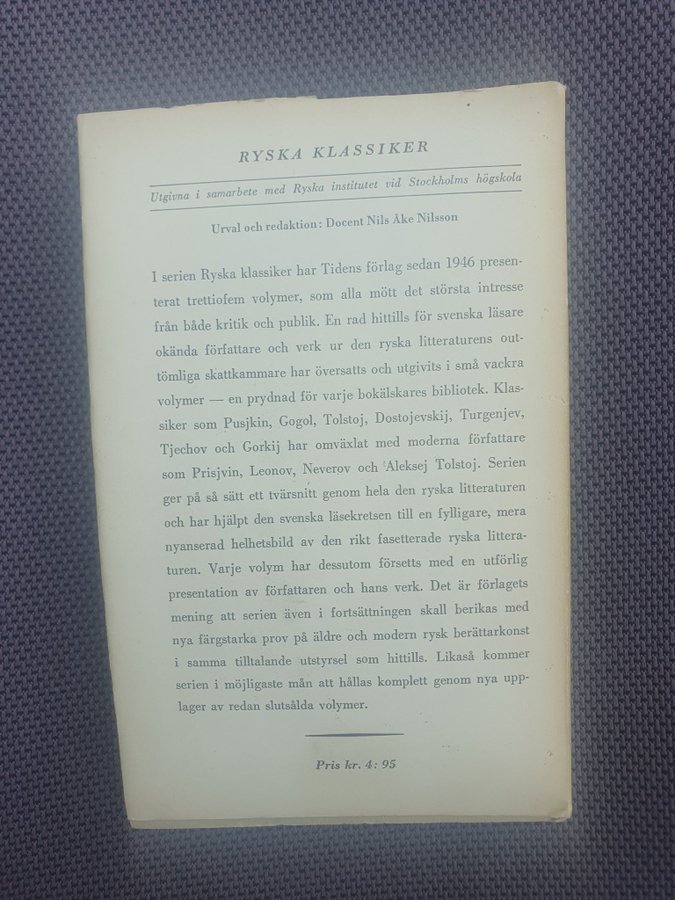 RYSKA KLASSIKER
Utgivna i samarbete med Ryska institutet vid Stockholms högskola
Urval och redaktion: Docent Nils Åke Nilsson
I serien Ryska klassiker har Tidens förlag sedan 1946 presen-
terat trettiofem volymer, som alla mött det största intresse
från både kritik och publik. En rad hittills för svenska läsare
okända författare och verk ur den ryska litteraturens out-
tömliga skattkammare har översatts och utgivits i små vackra
volymer — en prydnad för varje bokälskares bibliotek. Klas-
siker som Pusjkin, Gogol, Tolstoj, Dostojevskij, Turgenjev,
Tjechov och Gorkij har omväxlat med moderna författare
som Prisjvin, Leonov, Neverov och Aleksej Tolstoj. Serien
ger på så sätt ett tvärsnitt genom hela den ryska litteraturen
och har hjälpt den svenska läsekretsen till en fylligare, mera
nyanserad helhetsbild av den rikt fasetterade ryska littera-
turen. Varje volym har dessutom försetts med en utförlig
presentation av författaren och hans verk. Det är förlagets
mening att serien även i fortsättningen skall berikas med
nya färgstarka prov på äldre och modern rysk berättarkonst
i samma tilltalande utstyrsel som hittills. Likaså kommer
serien i möjligaste mån att hållas komplett genom nya upp-
lager av redan slutsålda volymer.
Pris kr. 4: 95